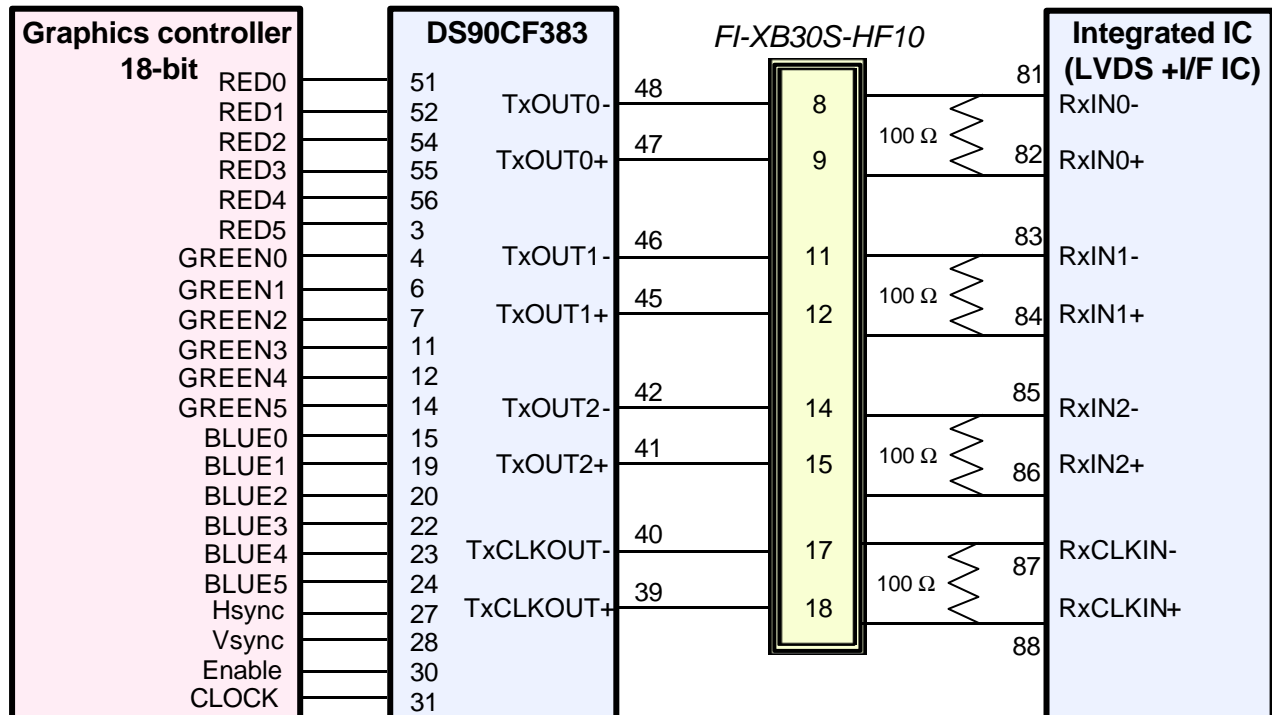 Graphics controller
18-bit
RED0
RED1
RED2
RED3
RED4
RED5
GREEN0
GREEN1
GREEN2
GREEN3
GREEN4
GREEN5
BLUE0
BLUE1
BLUE2
BLUE3
BLUE4
BLUE5
Hsync
Vsync
Enable
CLOCK
DS90CF383
51
52
54
55
56
3
4
6
7
11
12
14
15
19
20
22
23
24
27
28
30
31
TxOUT0-
TxOUT0+
TxOUT1-
TxOUT1+
TxOUT2-
TxOUT2+
TxCLKOUT-
TxCLKOUT+
48
47
46
45
42
41
40
39
FI-XB30S-HF10
8
9
11
12
14
15
17
18
100 Ω
100 Ω
100 Ω
100 Ω
81
82
83
84
85
86
87
88
Integrated IC
(LVDS +I/F IC)
RxIN0-
RxIN0+
RxIN1-
RxIN1+
RxIN2-
RxIN2+
RxCLKIN-
RxCLKIN+